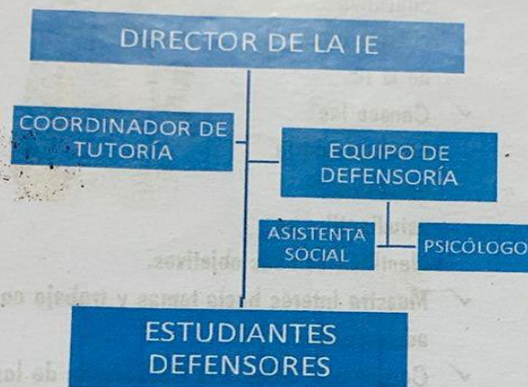 DIRECTOR DE LA IE
COORDINADOR DE
TUTORÍA
EQUIPO DE
DEFENSORÍA
ASISTENTA
SOCIAL
PSICÓLOGO
ESTUDIANTES
DEFENSORES